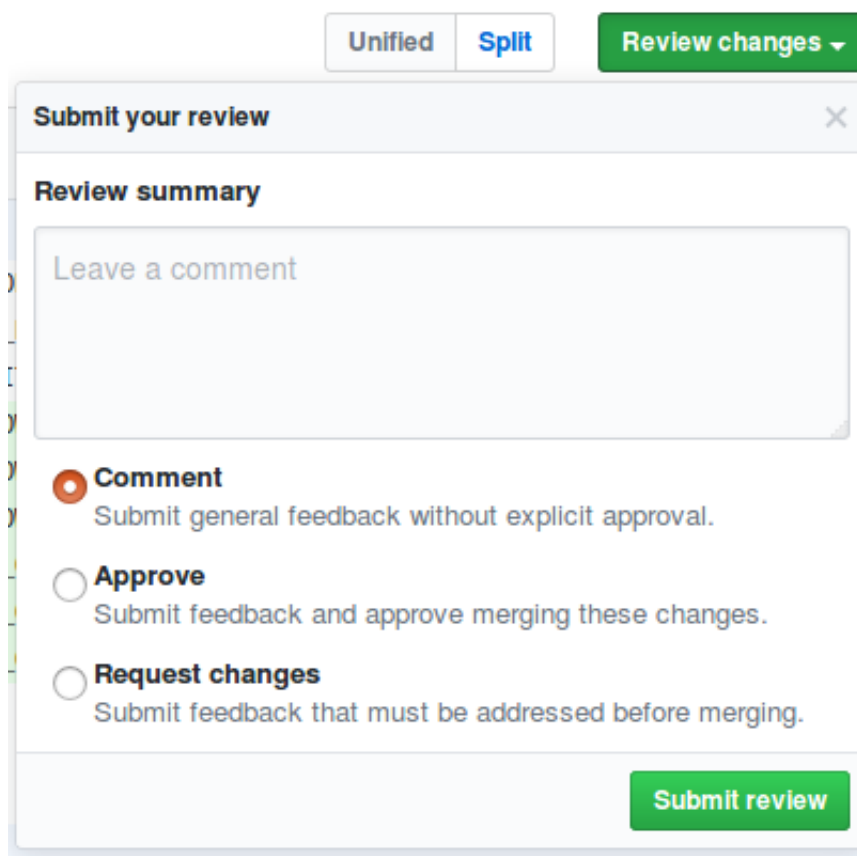 Unified Split Review changes
Submit your review
Review summary
Leave a comment
Comment
Submit general feedback without explicit approval.
Approve
Submit feedback and approve merging these changes.
Request changes
Submit feedback that must be addressed before merging.
Submit review